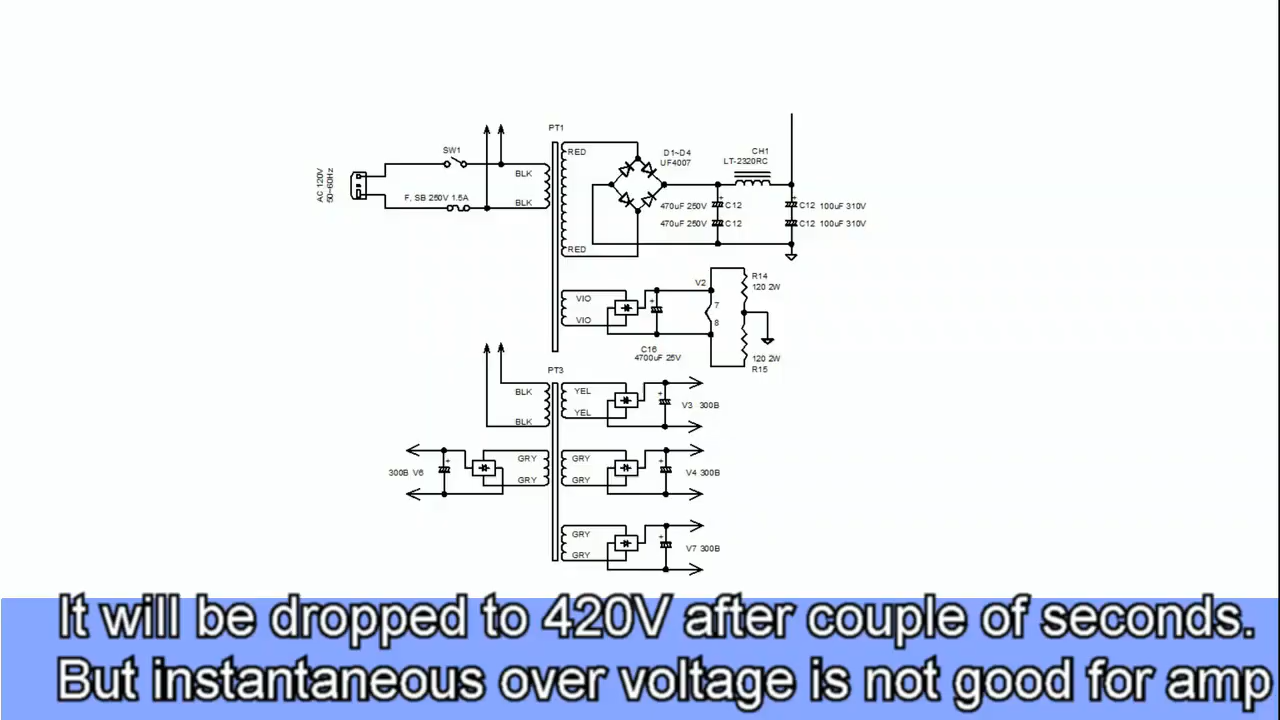 PT1
SW1
RED
D1~D4
UF4007
CH1
LT-2320RC
AC 120V
50~60Hz
BLK
F, SB 250V 1.5A
BLK
470uF 250V
C12
C12
100uF 310V
470uF 250V
C12
C12
100uF 310V
RED
VIO
V2
R14
120 2W
7
VIO
8
C16
4700uF 25V
120 2W
R15
PT3
BLK
YEL
V3 300B
BLK
YEL
GRY
GRY
300B V6
V4 300B
GRY
GRY
GRY
V7 300B
GRY
It will be dropped to 420V after couple of seconds.
But instantaneous over voltage is not good for amp